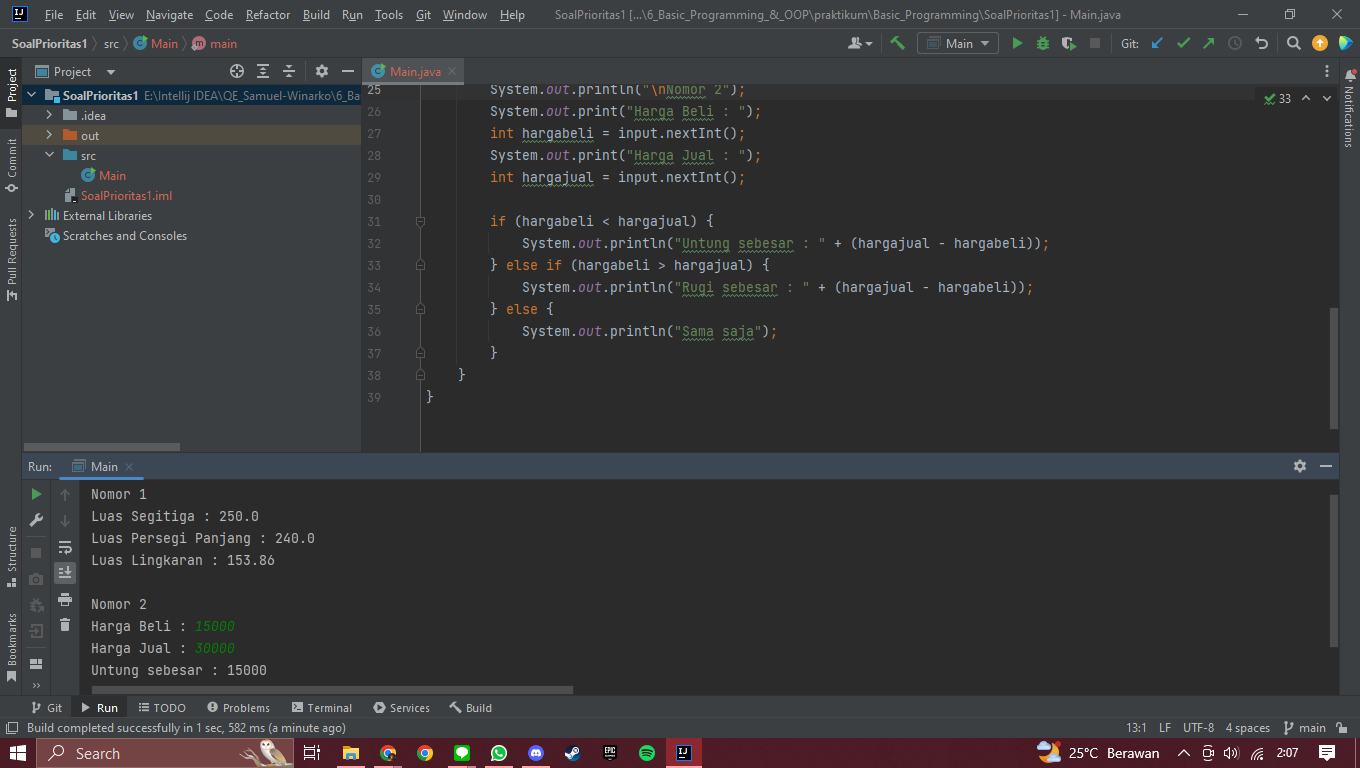 File Edit View Navigate Code Refactor Build Run Tools Git Window Help SoalPrioritas1 [...\6_Basic_Programming_&_OOP\praktikum\Basic_Programming\SoalPrioritas1] - Main.java
SoalPrioritas1 src Main main Main Git:
Project Main.java
SoalPrioritas1 E:\Intellij IDEA\QE_Samuel-Winarko\6_Ba
.idea
out
src
Main
SoalPrioritas1.iml
External Libraries
Scratches and Consoles
Project
Commit
Pull Requests
Structure
Bookmarks
Notifications
33
25 System.out.println("\nNomor 2");
26 System.out.print("Harga Beli : ");
27 int hargabeli = input.nextInt();
28 System.out.print("Harga Jual : ");
29 int hargajual = input.nextInt();
30
31 if (hargabeli < hargajual) {
32 System.out.println("Untung sebesar : " + (hargajual - hargabeli));
33 } else if (hargabeli > hargajual) {
34 System.out.println("Rugi sebesar : " + (hargajual - hargabeli));
35 } else {
36 System.out.println("Sama saja");
37 }
38 }
39 }
Run: Main
Nomor 1
Luas Segitiga : 250.0
Luas Persegi Panjang : 240.0
Luas Lingkaran : 153.86
Nomor 2
Harga Beli : 15000
Harga Jual : 30000
Untung sebesar : 15000
Git Run TODO Problems Terminal Services Build
Build completed successfully in 1 sec, 582 ms (a minute ago) 13:1 LF UTF-8 4 spaces main
Search 25°C Berawan 2:07